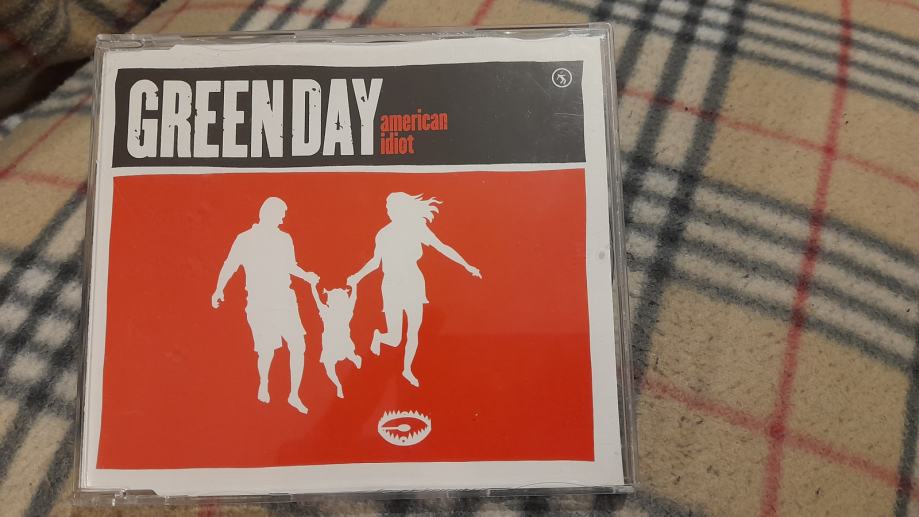 GREEN DAY
american
idiot